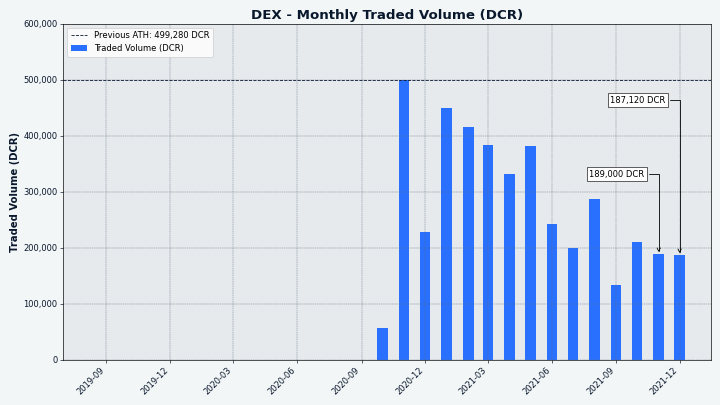 DEX - Monthly Traded Volume (DCR)
Previous ATH: 499,280 DCR
Traded Volume (DCR)
Traded Volume (DCR)
600,000
500,000
400,000
300,000
200,000
100,000
0
187,120 DCR
189,000 DCR
2019-09
2019-12
2020-03
2020-06
2020-09
2020-12
2021-03
2021-06
2021-09
2021-12